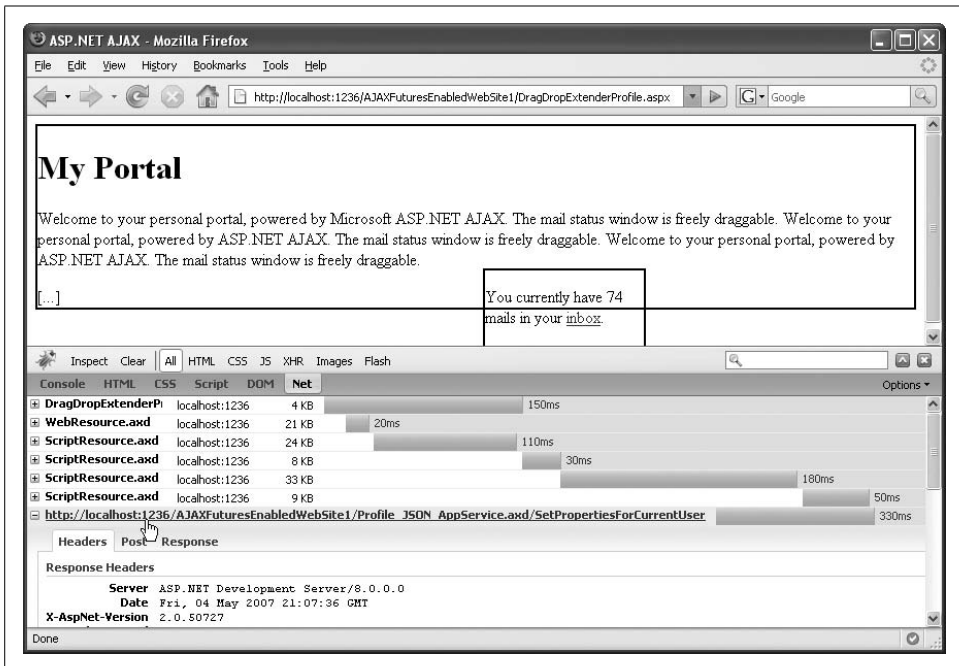 ASP.NET AJAX - Mozilla Firefox
File Edit View History Bookmarks Tools Help
http://localhost:1236/AJAXFuturesEnabledWebSite1/DragDropExtenderProfile.aspx G Google
My Portal
Welcome to your personal portal, powered by Microsoft ASP.NET AJAX. The mail status window is freely draggable. Welcome to your
personal portal, powered by ASP.NET AJAX. The mail status window is freely draggable. Welcome to your personal portal, powered by
ASP.NET AJAX. The mail status window is freely draggable.
[...]
You currently have 74
mails in your inbox.
Inspect Clear All HTML CSS JS XHR Images Flash
Console HTML CSS Script DOM Net Options
DragDropExtenderP localhost:1236 4 KB 150ms
WebResource.axd localhost:1236 21 KB 20ms
ScriptResource.axd localhost:1236 24 KB 110ms
ScriptResource.axd localhost:1236 8 KB 30ms
ScriptResource.axd localhost:1236 33 KB 180ms
ScriptResource.axd localhost:1236 9 KB 50ms
http://localhost:1236/AJAXFuturesEnabledWebSite1/Profile_JSON_AppService.axd/SetPropertiesForCurrentUser 330ms
Headers Post Response
Response Headers
Server ASP.NET Development Server/8.0.0.0
Date Fri, 04 May 2007 21:07:36 GMT
X-AspNet-Version 2.0.50727
Done